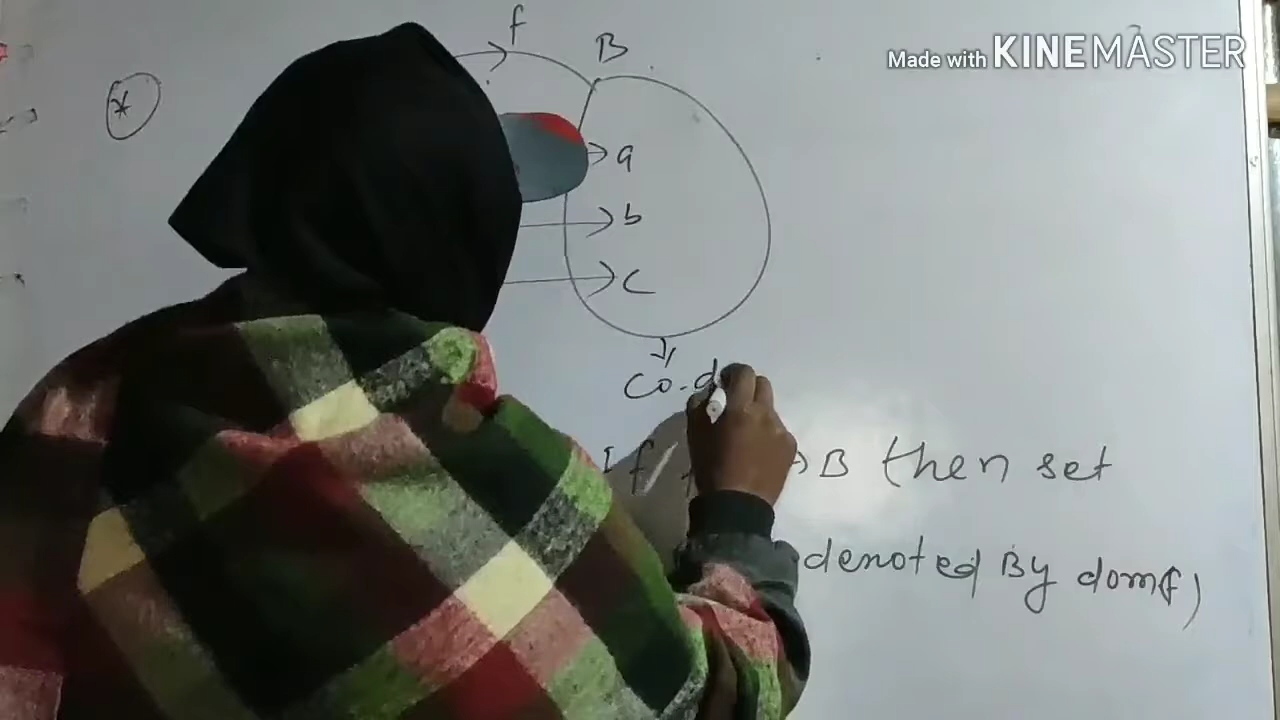 Made with KINEMASTER
f
B
*
a
b
c
Co-d
If f → B then set
denoted By dom(f)